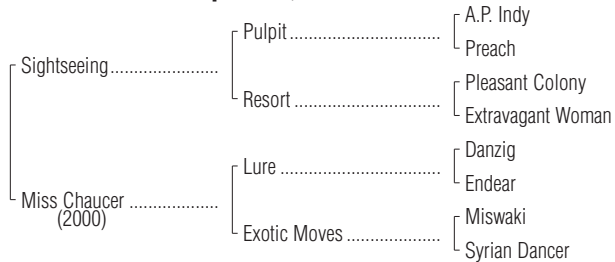 A.P. Indy
Pulpit
Preach
Sightseeing
Pleasant Colony
Resort
Extravagant Woman
Danzig
Lure
Endear
Miss Chaucer
(2000)
Miswaki
Exotic Moves
Syrian Dancer